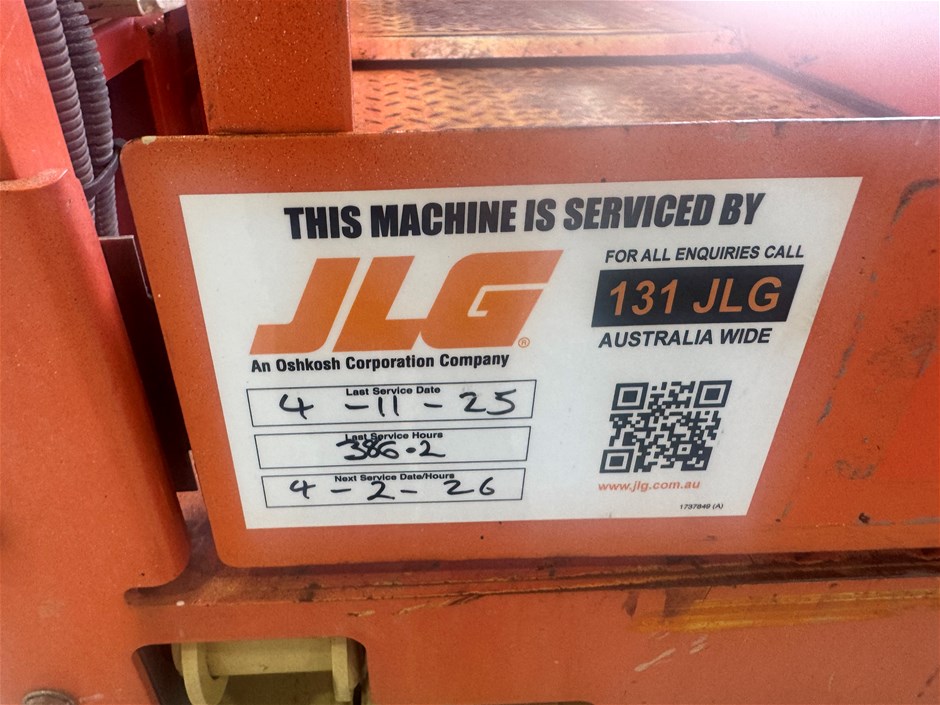 THIS MACHINE IS SERVICED BY
JLG®
An Oshkosh Corporation Company
FOR ALL ENQUIRIES CALL
131 JLG
AUSTRALIA WIDE
Last Service Date
4 - 11 - 25
Last Service Hours
386.2
Next Service Date/Hours
4 - 2 - 26
www.jlg.com.au
1737849 (A)